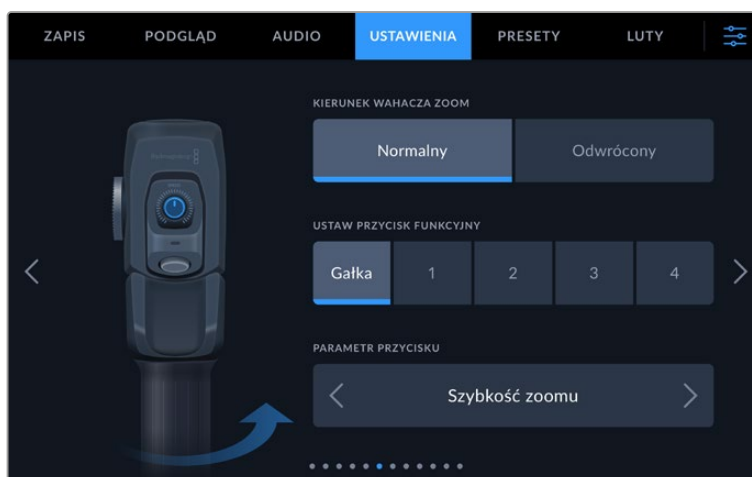 ZAPIS PODGLĄD AUDIO USTAWIENIA PRESETY LUTY
KIERUNEK WAHACZA ZOOM
Normalny Odwrócony
USTAW PRZYCISK FUNKCYJNY
Gałka 1 2 3 4
PARAMETR PRZYCISKU
Szybkość zoomu